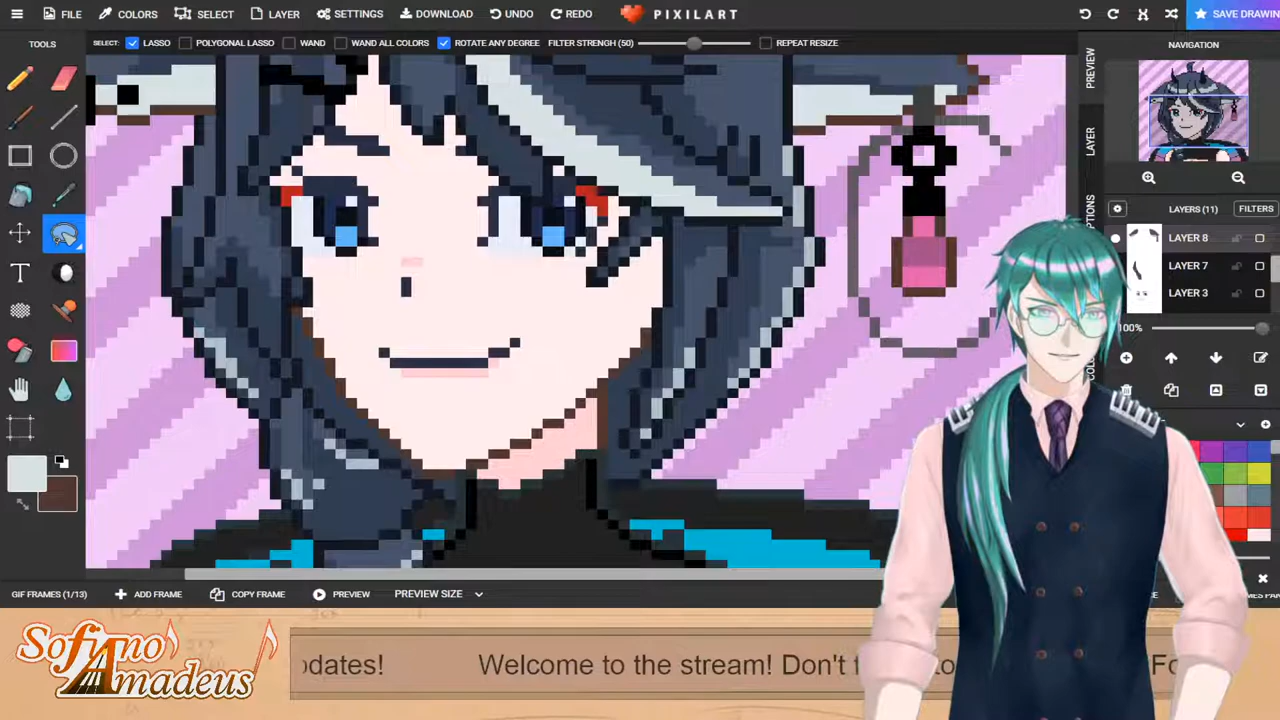 FILE COLORS SELECT LAYER SETTINGS DOWNLOAD UNDO REDO PIXILART SAVE DRAWIN
TOOLS SELECT: LASSO POLYGONAL LASSO WAND WAND ALL COLORS ROTATE ANY DEGREE FILTER STRENGH (50) REPEAT RESIZE NAVIGATION
PREVIEW
LAYER
LAYERS (11) FILTERS
LAYER 8
LAYER 7
LAYER 3
100%
GIF FRAMES (1/13) ADD FRAME COPY FRAME PREVIEW PREVIEW SIZE
Sofiano
Amadeus
pdates! Welcome to the stream! Don't